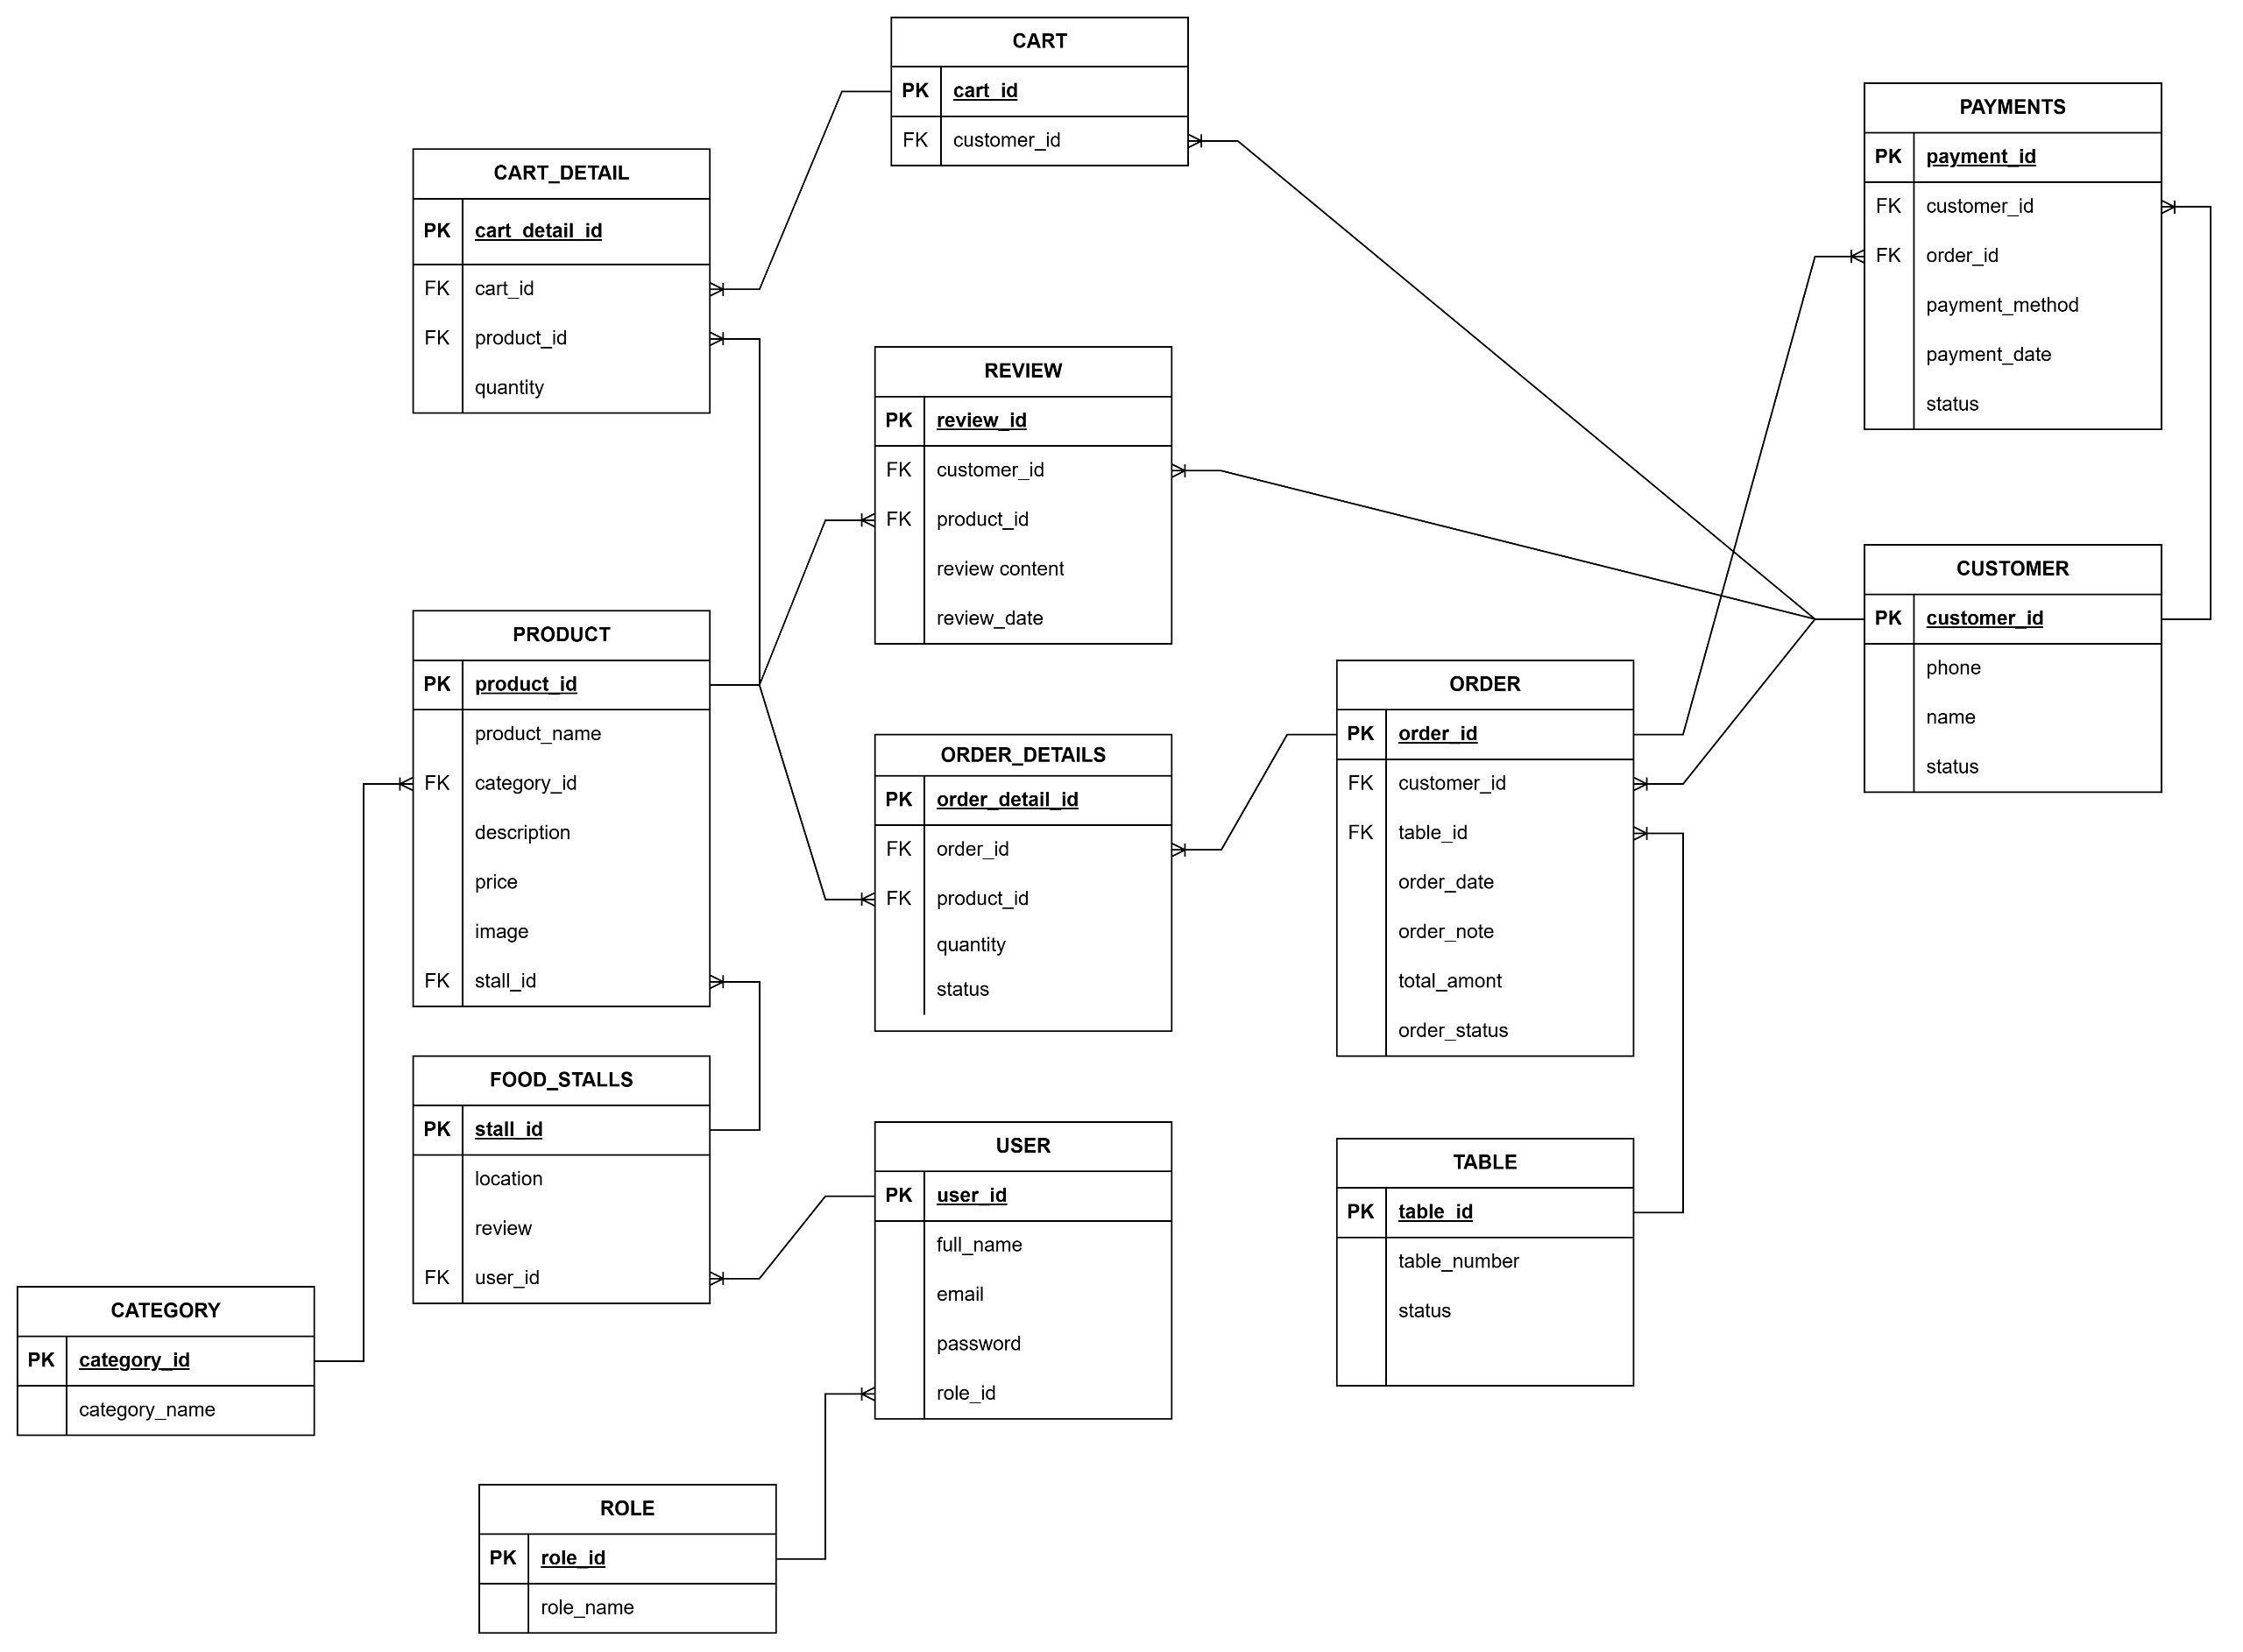 CART
PK cart_id
FK customer_id
PAYMENTS
PK payment_id
FK customer_id
FK order_id
payment_method
payment_date
status
CART_DETAIL
PK cart_detail_id
FK cart_id
FK product_id
quantity
REVIEW
PK review_id
FK customer_id
FK product_id
review content
review_date
CUSTOMER
PK customer_id
phone
name
status
PRODUCT
PK product_id
product_name
FK category_id
description
price
image
FK stall_id
ORDER
PK order_id
FK customer_id
FK table_id
order_date
order_note
total_amont
order_status
ORDER_DETAILS
PK order_detail_id
FK order_id
FK product_id
quantity
status
FOOD_STALLS
PK stall_id
location
review
FK user_id
USER
PK user_id
full_name
email
password
role_id
TABLE
PK table_id
table_number
status
CATEGORY
PK category_id
category_name
ROLE
PK role_id
role_name